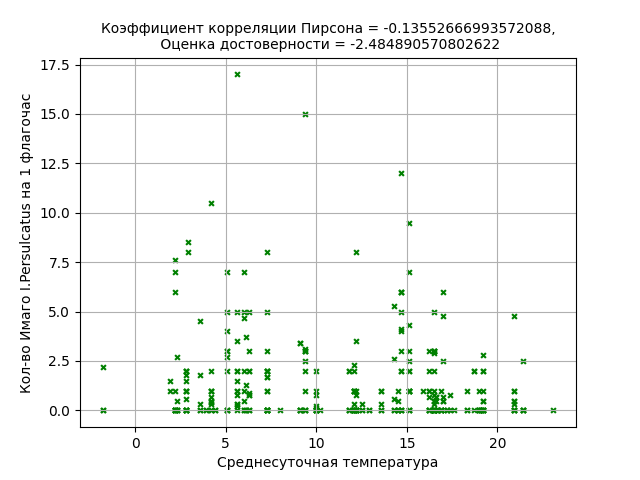 Коэффициент корреляции Пирсона = -0.13552666993572088,
Оценка достоверности = -2.484890570802622
17.5
15.0
12.5
10.0
7.5
5.0
2.5
0.0
Кол-во Имаго I.Persulcatus на 1 флагочас
0 5 10 15 20
Среднесуточная температура